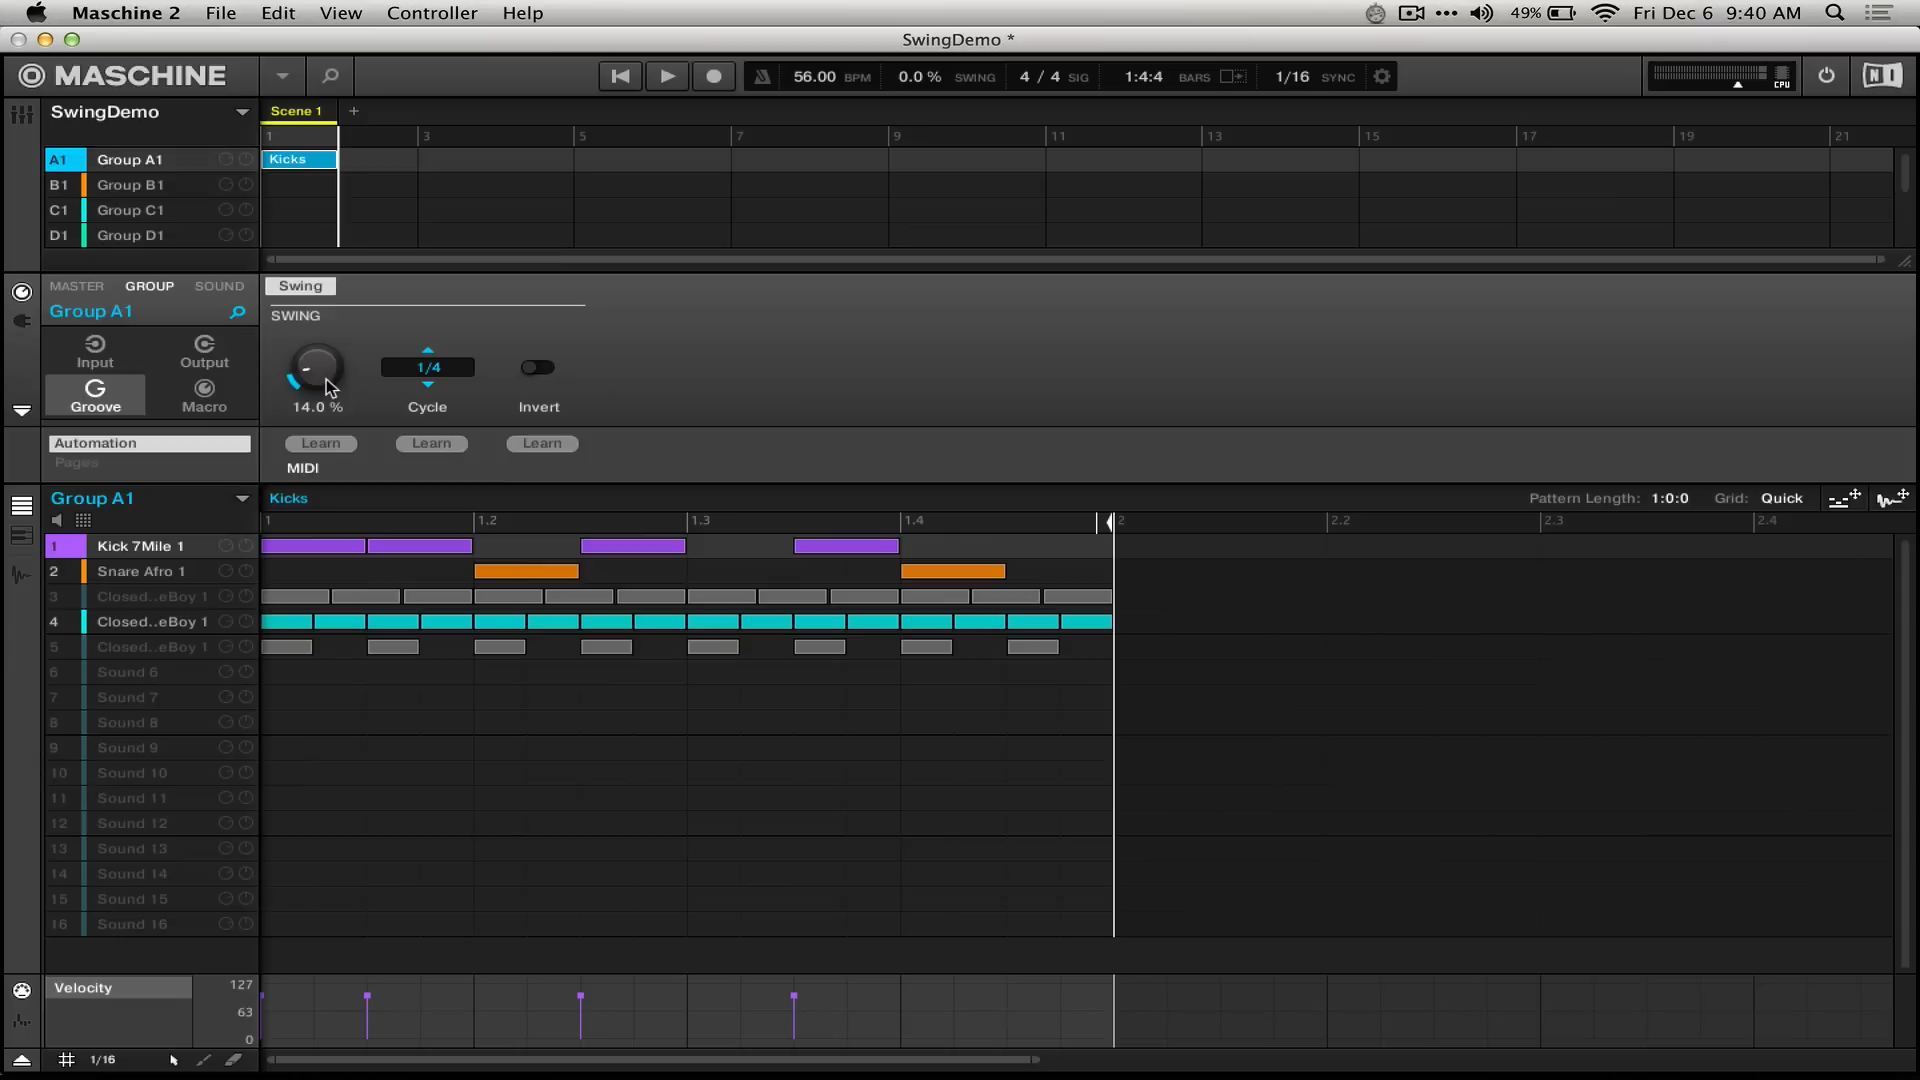 Maschine 2 File Edit View Controller Help 49% Fri Dec 6 9:40 AM
SwingDemo *
MASCHINE 56.00 BPM 0.0 % SWING 4 / 4 SIG 1:4:4 BARS 1/16 SYNC CPU
SwingDemo Scene 1 +
1 3 5 7 9 11 13 15 17 19 21
A1 Group A1 Kicks
B1 Group B1
C1 Group C1
D1 Group D1
MASTER GROUP SOUND Swing
Group A1 SWING
Input Output 1/4
Groove Macro 14.0 % Cycle Invert
Automation Learn Learn Learn
Pages MIDI
Group A1 Kicks Pattern Length: 1:0:0 Grid: Quick
1 1.2 1.3 1.4 2 2.2 2.3 2.4
1 Kick 7Mile 1
2 Snare Afro 1
3 Closed..eBoy 1
4 Closed..eBoy 1
5 Closed..eBoy 1
6 Sound 6
7 Sound 7
8 Sound 8
9 Sound 9
10 Sound 10
11 Sound 11
12 Sound 12
13 Sound 13
14 Sound 14
15 Sound 15
16 Sound 16
Velocity 127
63
0
1/16